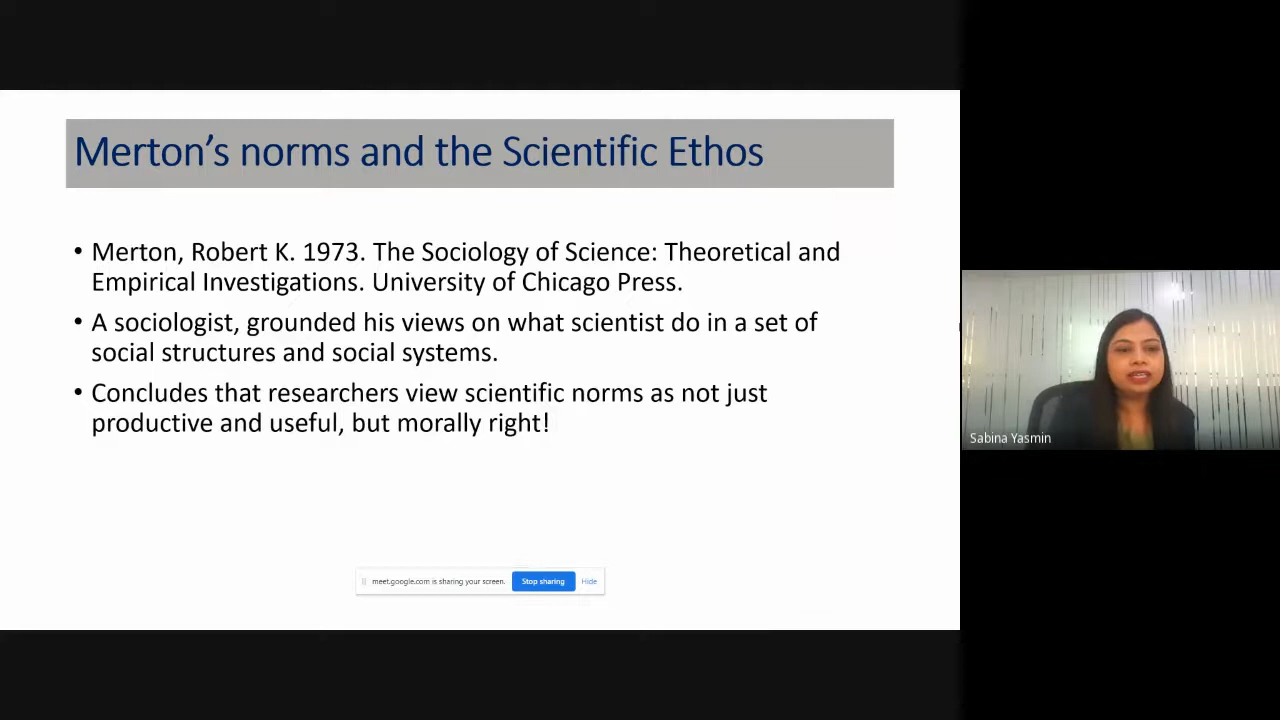 Merton’s norms and the Scientific Ethos
• Merton, Robert K. 1973. The Sociology of Science: Theoretical and
Empirical Investigations. University of Chicago Press.
• A sociologist, grounded his views on what scientist do in a set of
social structures and social systems.
• Concludes that researchers view scientific norms as not just
productive and useful, but morally right!
Sabina Yasmin
meet.google.com is sharing your screen. Stop sharing Hide